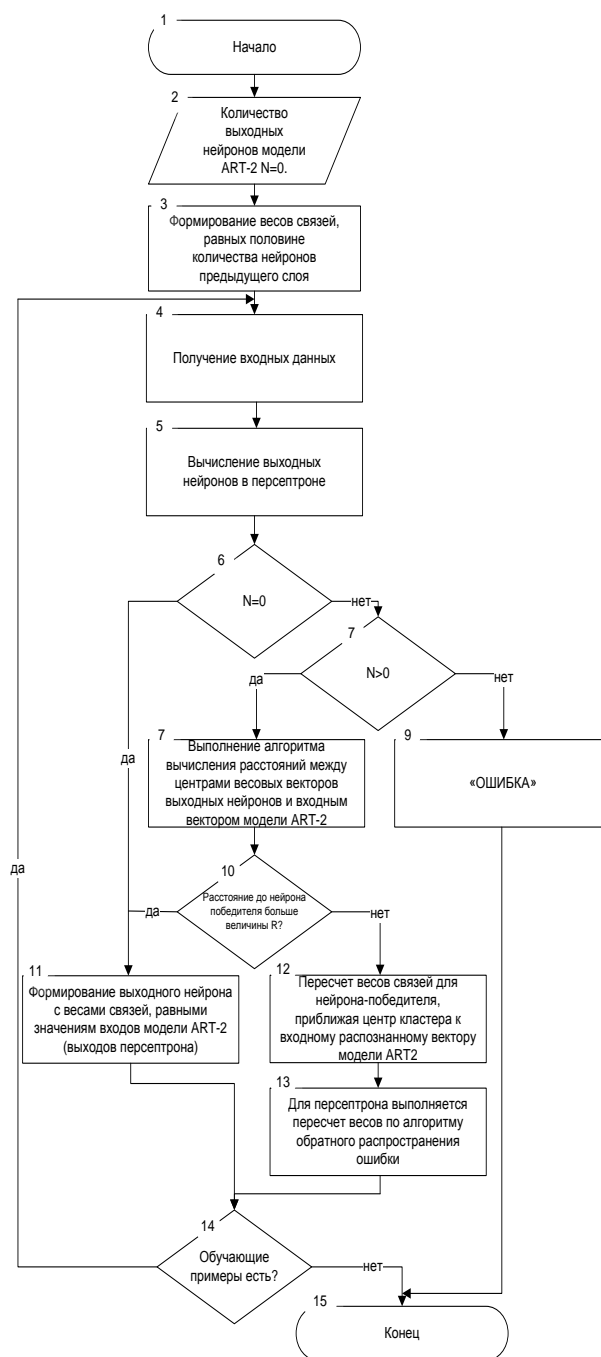 1
Начало
2
Количество
выходных
нейронов модели
ART-2 N=0.
3
Формирование весов связей,
равных половине
количества нейронов
предыдущего слоя
4
Получение входных данных
5
Вычисление выходных
нейронов в персептроне
6
N=0
нет
7
N>0
да
нет
да
7
Выполнение алгоритма
вычисления расстояний между
центрами весовых векторов
выходных нейронов и входным
вектором модели ART-2
9
«ОШИБКА»
10
Расстояние до нейрона
победителя больше
величины R?
да
да
нет
11
Формирование выходного нейрона
с весами связей, равными
значениям входов модели ART-2
(выходов персептрона)
12
Пересчет весов связей для
нейрона-победителя,
приближая центр кластера к
входному распознанному вектору
модели ART2
13
Для персептрона выполняется
пересчет весов по алгоритму
обратного распространения
ошибки
14
Обучающие
примеры есть?
нет
15
Конец